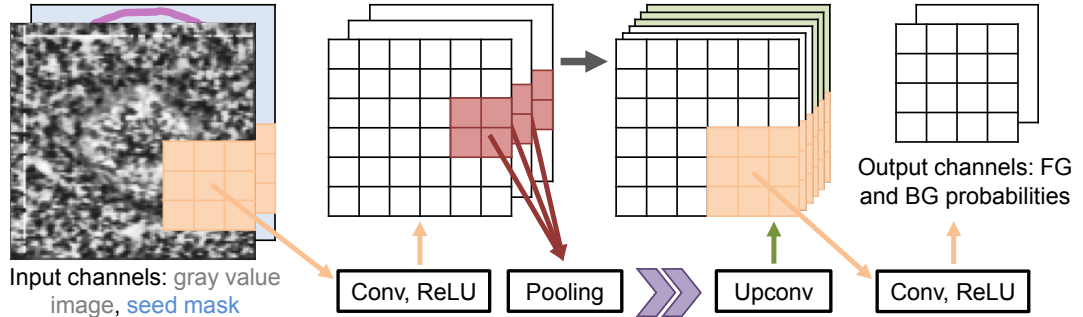 Input channels: gray value
image, seed mask
Conv, ReLU
Pooling
Upconv
Conv, ReLU
Output channels: FG
and BG probabilities